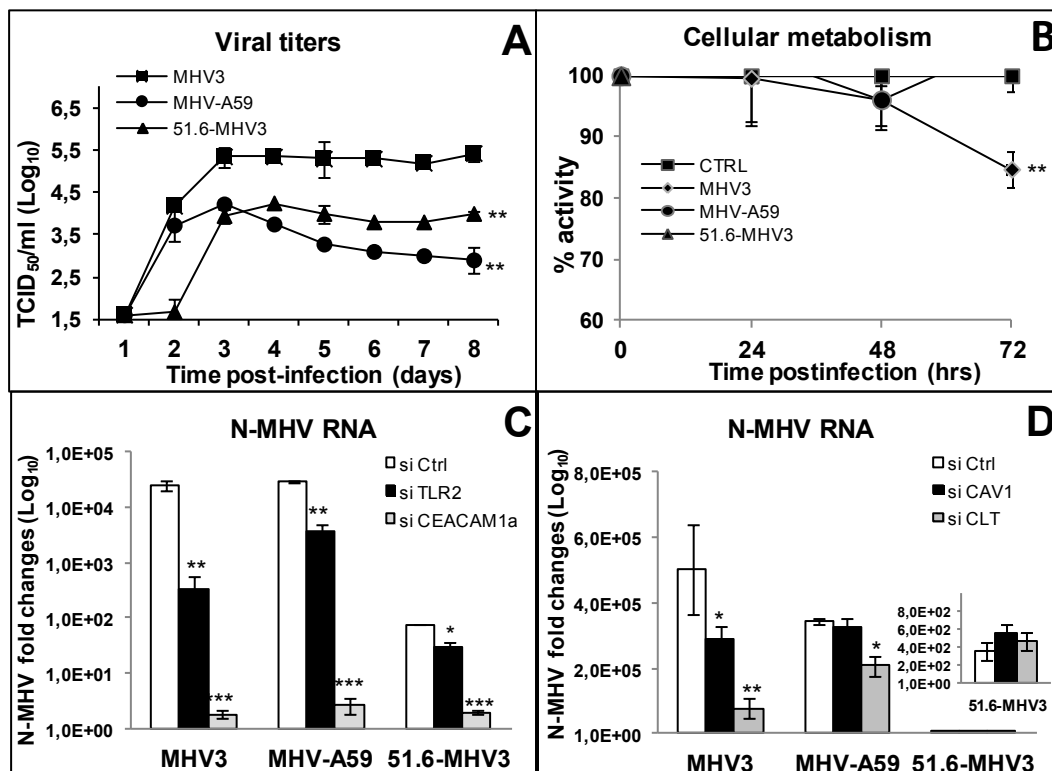 Viral titers
A
MHV3
MHV-A59
51.6-MHV3
TCID50/ml (Log10)
6,5
5,5
4,5
3,5
2,5
1,5
**
**
1 2 3 4 5 6 7 8
Time post-infection (days)
Cellular metabolism
B
% activity
100
90
80
70
60
CTRL
MHV3
MHV-A59
51.6-MHV3
**
0 24 48 72
Time postinfection (hrs)
N-MHV RNA
C
N-MHV fold changes (Log10)
1,0E+05
1,0E+04
1,0E+03
1,0E+02
1,0E+01
1,0E+00
si Ctrl
si TLR2
si CEACAM1a
** *** ** *** * ***
MHV3 MHV-A59 51.6-MHV3
N-MHV RNA
D
N-MHV fold changes (Log10)
8,0E+05
6,0E+05
4,0E+05
2,0E+05
1,0E+00
si Ctrl
si CAV1
si CLT
* ** *
8,0E+02
6,0E+02
4,0E+02
2,0E+02
1,0E+00
51.6-MHV3
MHV3 MHV-A59 51.6-MHV3